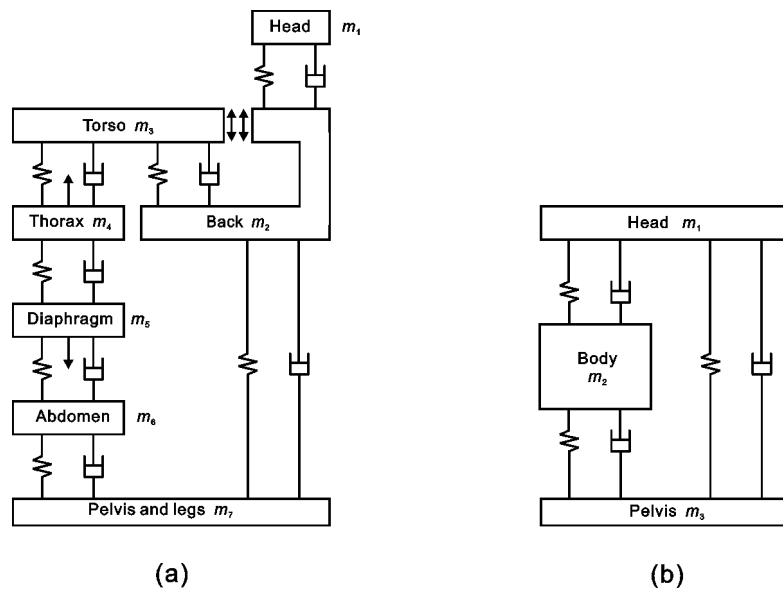 Head m₁
Torso m₃
Thorax m₄
Back m₂
Diaphragm m₅
Abdomen m₆
Pelvis and legs m₇
(a)
Head m₁
Body
m₂
Pelvis m₃
(b)